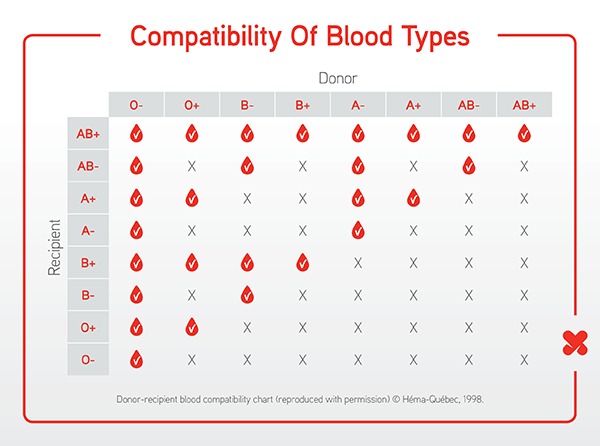 Compatibility Of Blood Types
Donor
O- O+ B- B+ A- A+ AB- AB+
Recipient
AB+
AB- X X X X
A+ X X X X
A- X X X X X X
B+ X X X X
B- X X X X X X
O+ X X X X X X
O- X X X X X X X
Donor-recipient blood compatibility chart (reproduced with permission) © Héma-Québec, 1998.